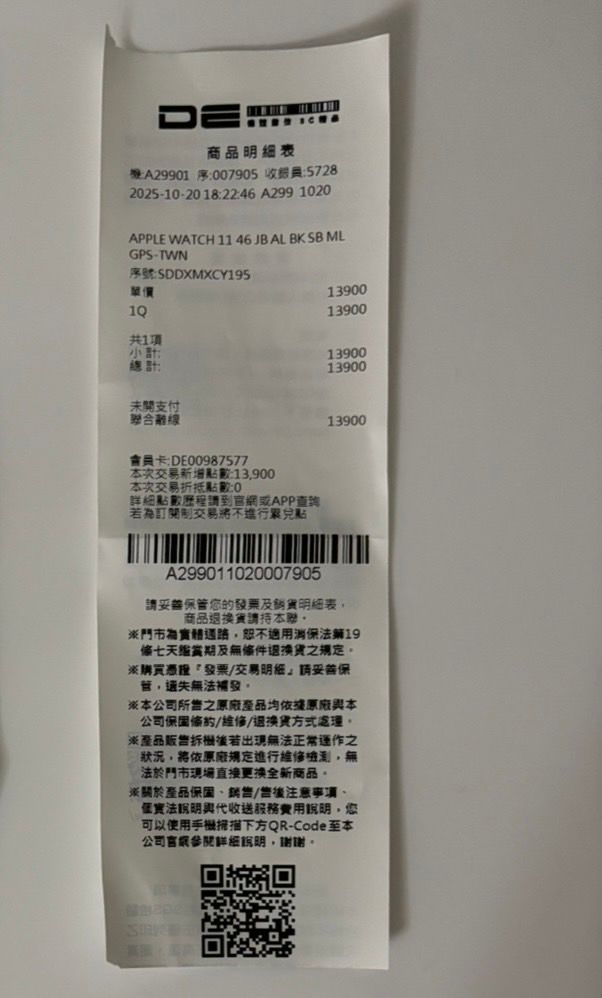 DE
商品明細表
機:A29901 序:007905 收銀員:5728
2025-10-20 18:22:46 A299 1020
APPLE WATCH 11 46 JB AL BK SB ML
GPS-TWN
序號:SDDXMXCY195
單價 13900
1Q 13900
共1項
小 計: 13900
總 計: 13900
未開支付
聯合融線 13900
會員卡:DE00987577
本次交易新增點數:13,900
本次交易折抵點數:0
詳細點數歷程請到官網或APP查詢
若為訂閱制交易將不進行累兌點
A299011020007905
請妥善保管您的發票及銷貨明細表,
商品退換貨請持本聯。
※門市為實體通路,恕不適用消保法第19
條七天鑑賞期及無條件退換貨之規定。
※購買憑證『發票/交易明細』請妥善保
管,遺失無法補發。
※本公司所售之原廠產品均依據原廠與本
公司保固條約/維修/退換貨方式處理。
※產品販售拆機後若出現無法正常運作之
狀況,將依原廠規定進行維修檢測,無
法於門市現場直接更換全新商品。
※關於產品保固、銷售/售後注意事項、
個資法說明與代收送服務費用說明,您
可以使用手機掃描下方QR-Code至本
公司官網參閱詳細說明,謝謝。